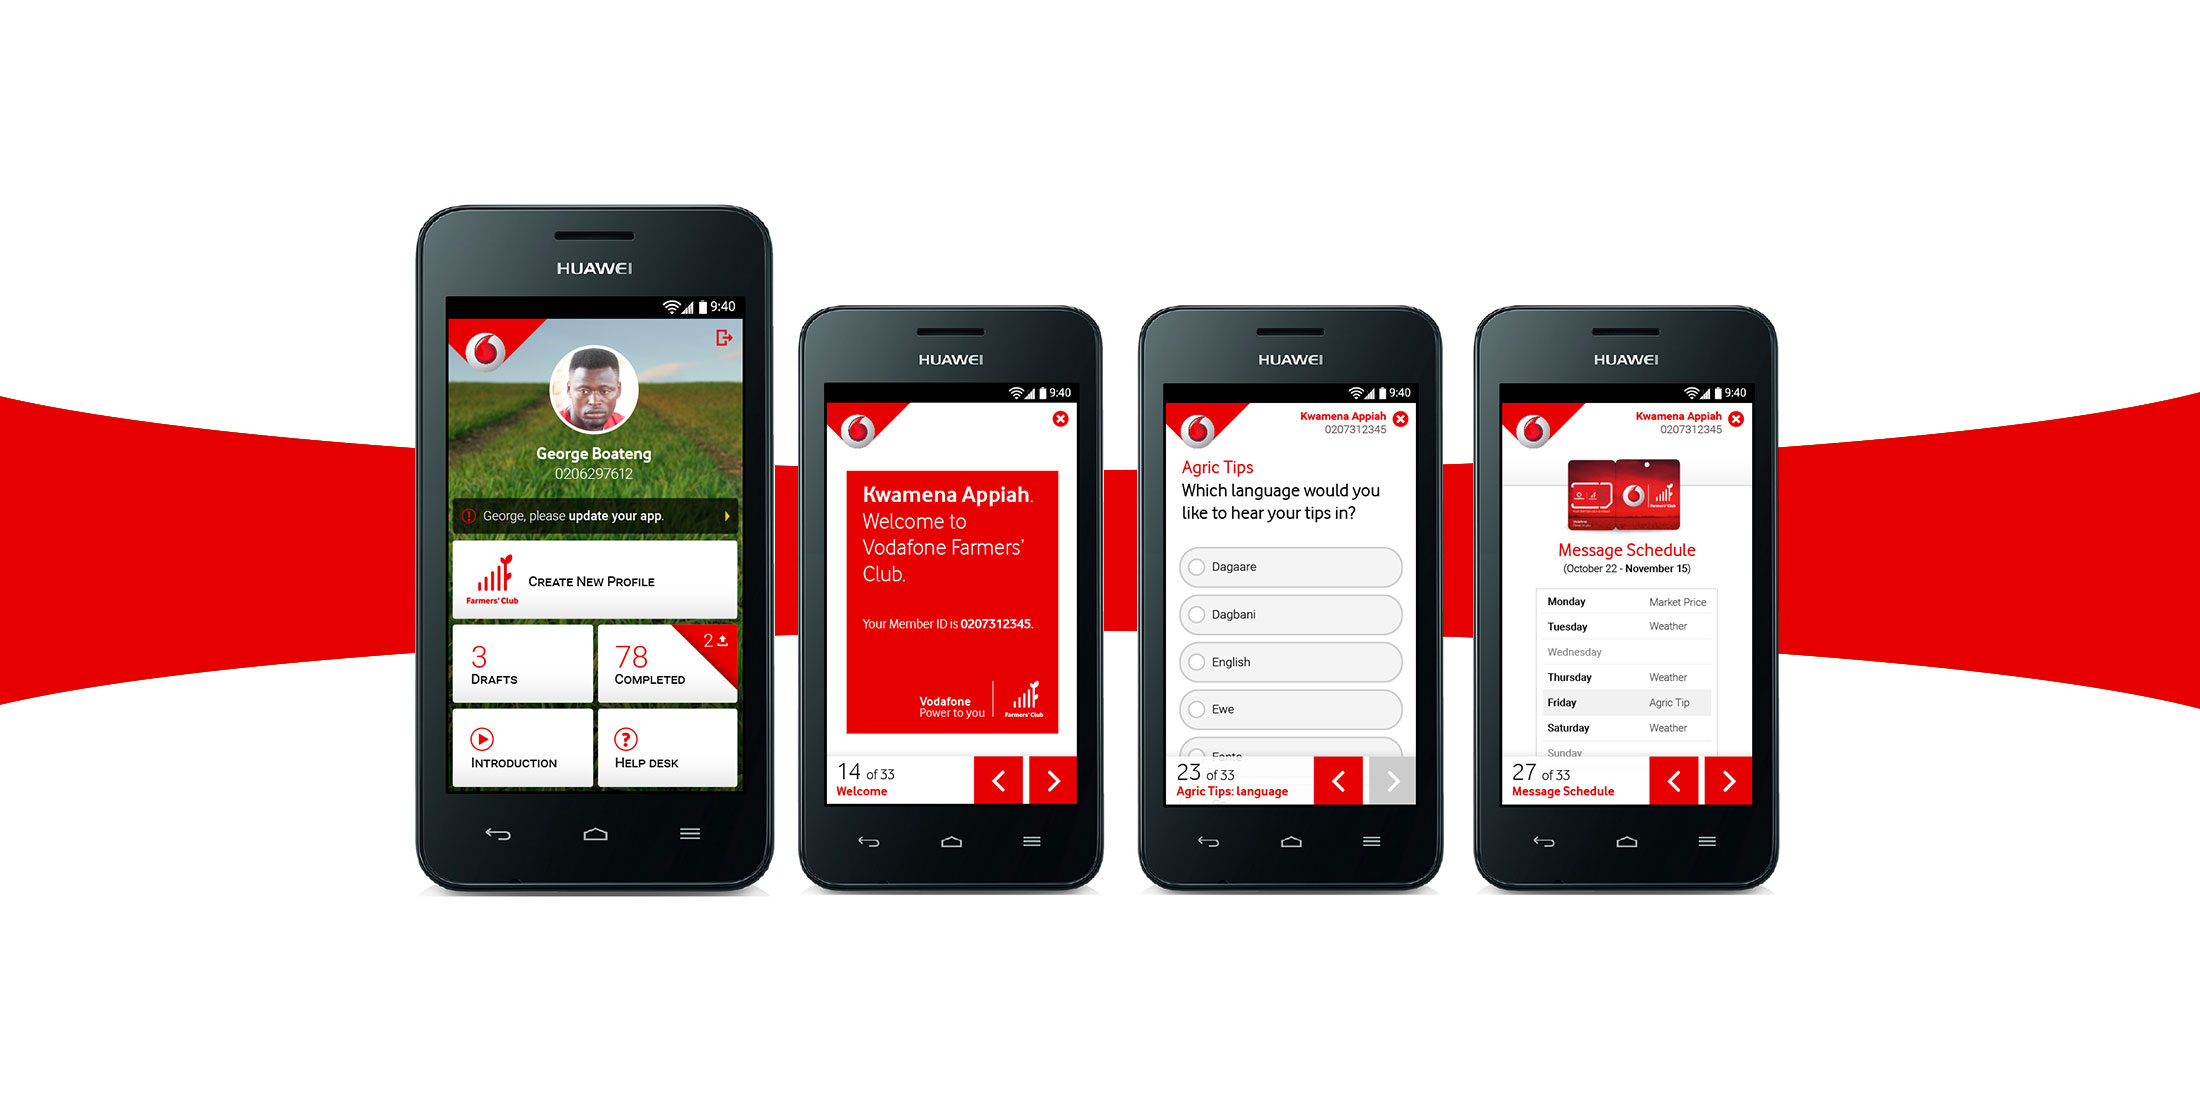 HUAWEI
9:40
George Boateng
0206297612
George, please update your app.
Farmers' Club
CREATE NEW PROFILE
3
DRAFTS
78
COMPLETED
2
INTRODUCTION
HELP DESK
HUAWEI
9:40
Kwamena Appiah.
Welcome to
Vodafone Farmers'
Club.
Your Member ID is 0207312345.
Vodafone
Power to you
Farmers' Club
14 of 33
Welcome
HUAWEI
9:40
Kwamena Appiah
0207312345
Agric Tips
Which language would you
like to hear your tips in?
Dagaare
Dagbani
English
Ewe
Fante
23 of 33
Agric Tips: language
HUAWEI
9:40
Kwamena Appiah
0207312345
Farmers' Club
Message Schedule
(October 22 - November 15)
Monday Market Price
Tuesday Weather
Wednesday
Thursday Weather
Friday Agric Tip
Saturday Weather
Sunday
27 of 33
Message Schedule